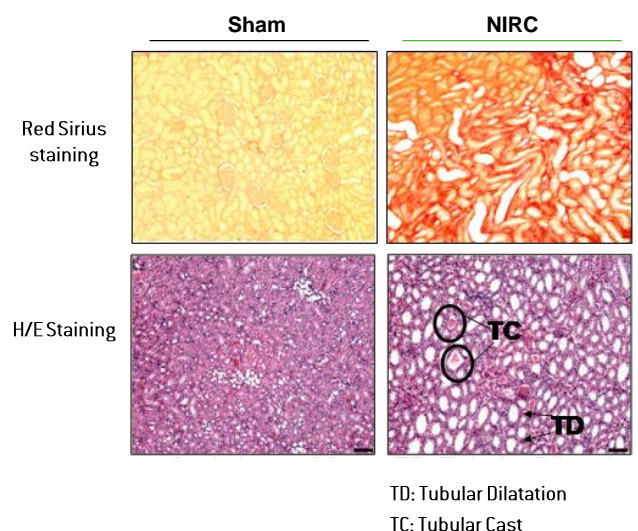 Sham
NIRC
Red Sirius
staining
H/E Staining
TC
TD
TD: Tubular Dilatation
TC: Tubular Cast